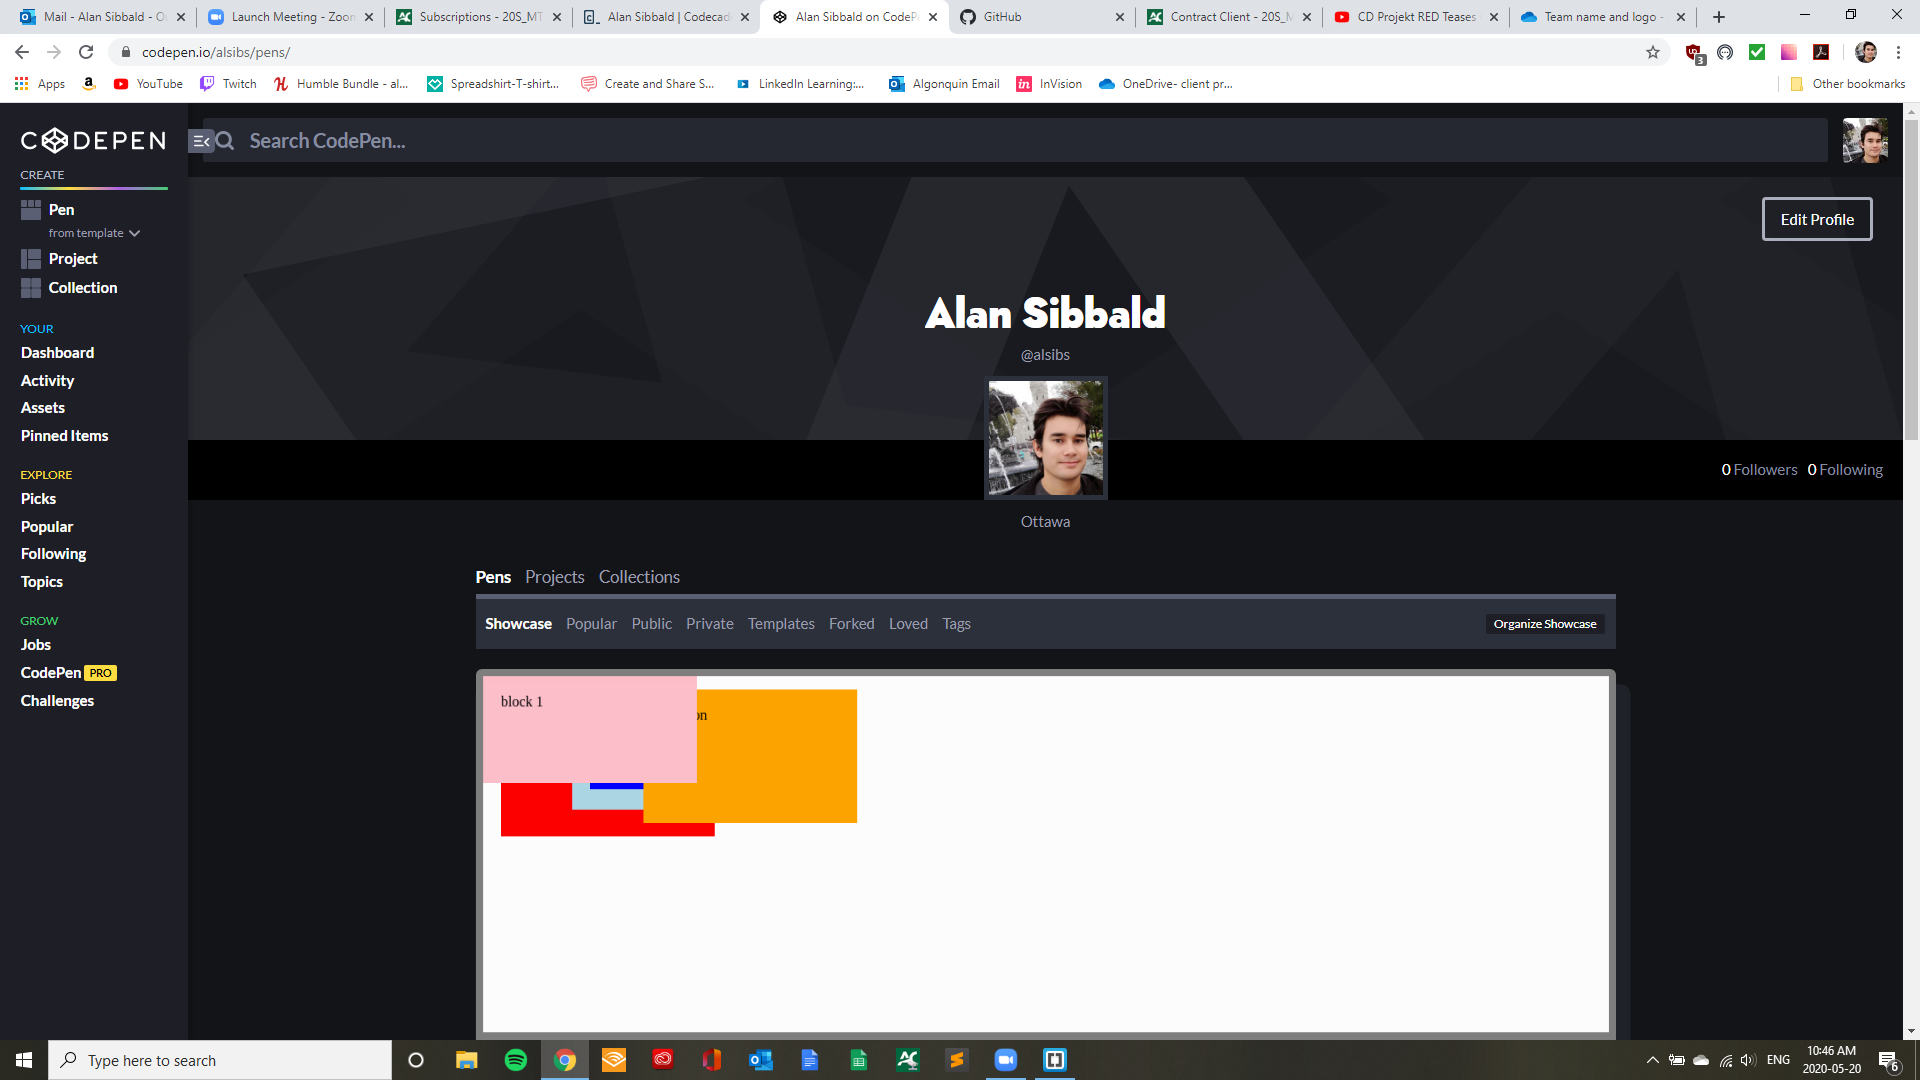 Mail - Alan Sibbald - O
Launch Meeting - Zoom
Subscriptions - 20S_MT
Alan Sibbald | Codecad
Alan Sibbald on CodeP
GitHub
Contract Client - 20S_M
CD Projekt RED Teases
Team name and logo -
codepen.io/alsibs/pens/
3
Apps
YouTube
Twitch
Humble Bundle - al...
Spreadshirt-T-shirt...
Create and Share S...
LinkedIn Learning:...
Algonquin Email
in InVision
OneDrive- client pr...
Other bookmarks
CODEPEN
Search CodePen...
CREATE
Pen
from template
Project
Collection
YOUR
Dashboard
Activity
Assets
Pinned Items
EXPLORE
Picks
Popular
Following
Topics
GROW
Jobs
CodePen PRO
Challenges
Edit Profile
Alan Sibbald
@alsibs
0 Followers 0 Following
Ottawa
Pens Projects Collections
Showcase Popular Public Private Templates Forked Loved Tags
Organize Showcase
block 1
on
Type here to search
ENG
10:46 AM
2020-05-20
6